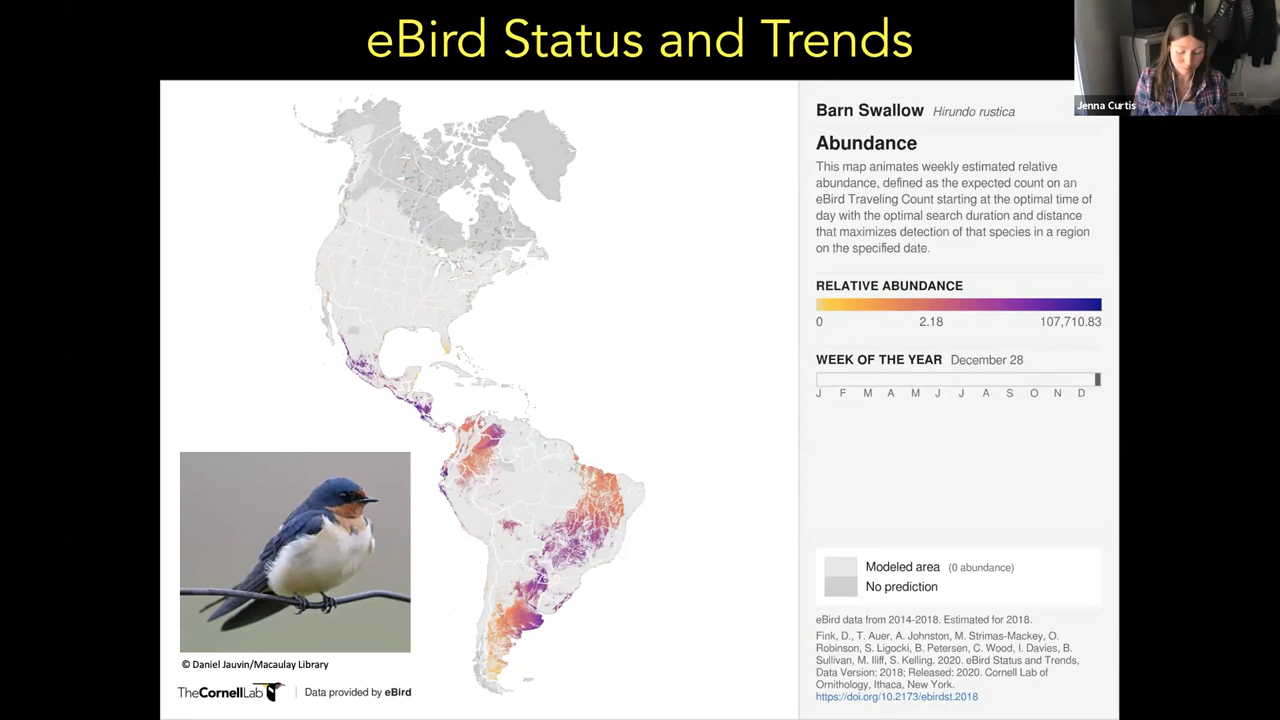 eBird Status and Trends
Jenna Curtis
Barn Swallow Hirundo rustica
Abundance
This map animates weekly estimated relative
abundance, defined as the expected count on an
eBird Traveling Count starting at the optimal time of
day with the optimal search duration and distance
that maximizes detection of that species in a region
on the specified date.
RELATIVE ABUNDANCE
0 2.18 107,710.83
WEEK OF THE YEAR December 28
J F M A M J J A S O N D
Modeled area (0 abundance)
No prediction
eBird data from 2014-2018. Estimated for 2018.
Fink, D., T. Auer, A. Johnston, M. Strimas-Mackey, O.
Robinson, S. Ligocki, B. Petersen, C. Wood, I. Davies, B.
Sullivan, M. Iliff, S. Kelling. 2020. eBird Status and Trends,
Data Version: 2018; Released: 2020. Cornell Lab of
Ornithology, Ithaca, New York.
https://doi.org/10.2173/ebirdst.2018
© Daniel Jauvin/Macaulay Library
TheCornellLab Data provided by eBird